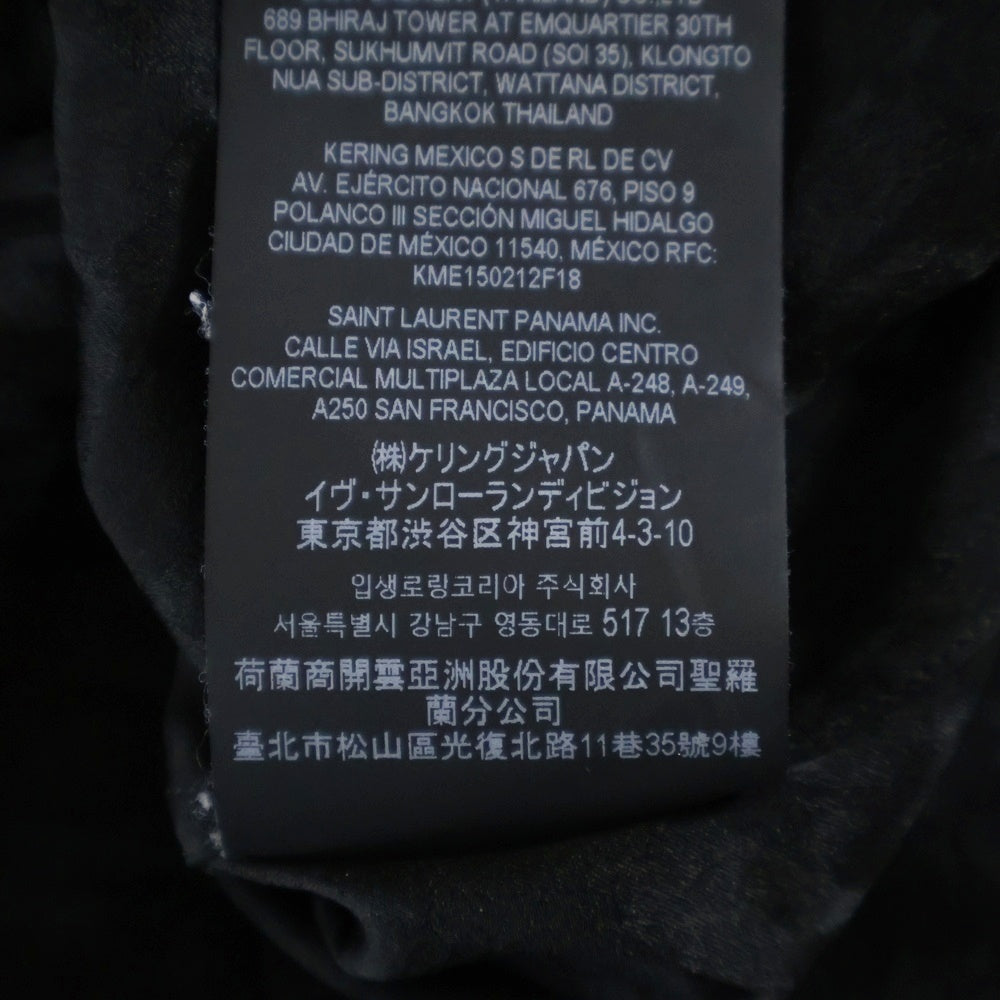 (THAILAND) CO.,LTD
689 BHIRAJ TOWER AT EMQUARTIER 30TH
FLOOR, SUKHUMVIT ROAD (SOI 35), KLONGTO
NUA SUB-DISTRICT, WATTANA DISTRICT,
BANGKOK THAILAND
KERING MEXICO S DE RL DE CV
AV. EJÉRCITO NACIONAL 676, PISO 9
POLANCO III SECCIÓN MIGUEL HIDALGO
CIUDAD DE MÉXICO 11540, MÉXICO RFC:
KME150212F18
SAINT LAURENT PANAMA INC.
CALLE VIA ISRAEL, EDIFICIO CENTRO
COMERCIAL MULTIPLAZA LOCAL A-248, A-249,
A250 SAN FRANCISCO, PANAMA
㈱ケリングジャパン
イヴ・サンローランディビジョン
東京都渋谷区神宮前4-3-10
입생로랑코리아 주식회사
서울특별시 강남구 영동대로 517 13층
荷蘭商開雲亞洲股份有限公司聖羅
蘭分公司
臺北市松山區光復北路11巷35號9樓